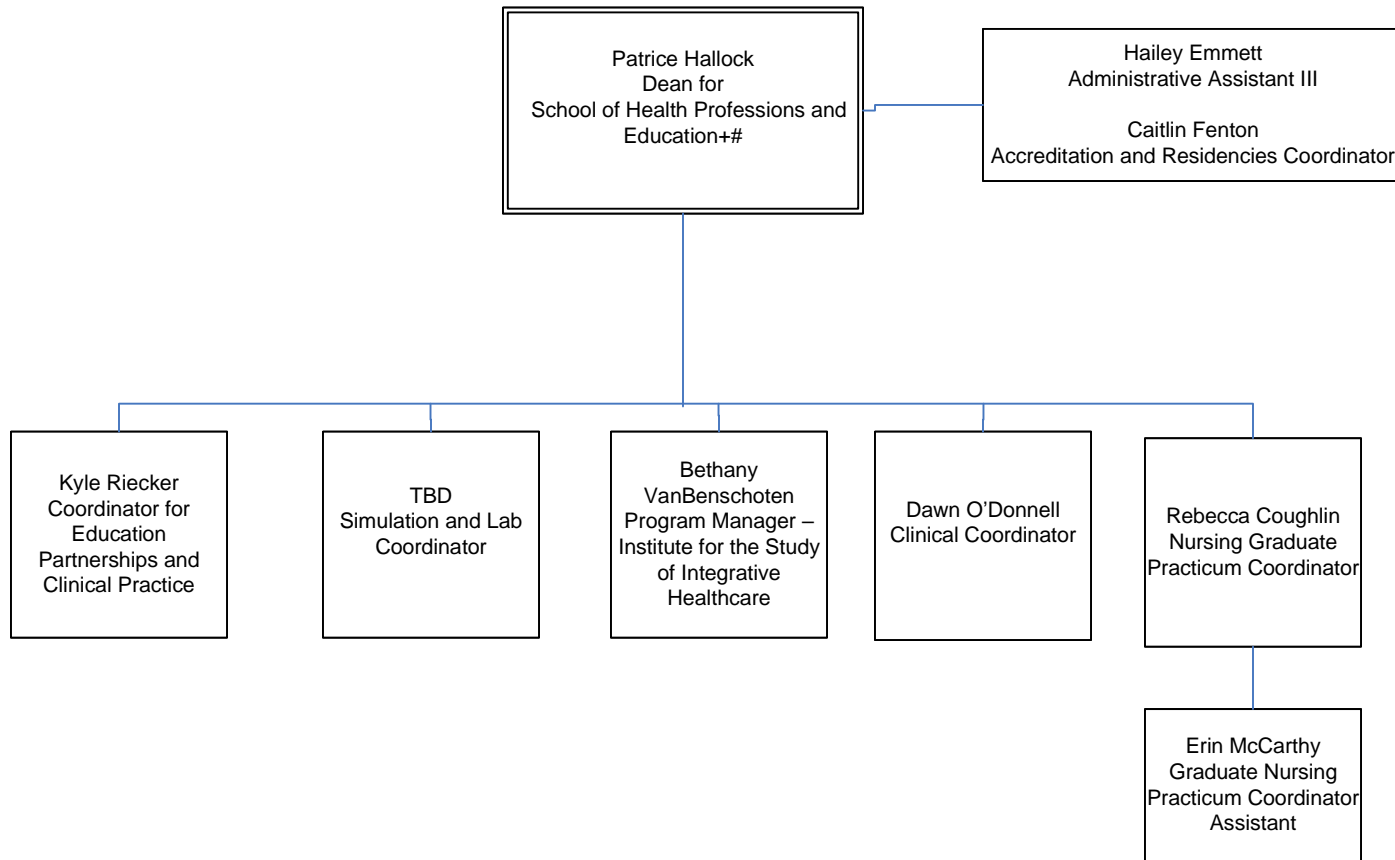 Patrice Hallock
Dean for
School of Health Professions and
Education+#
Hailey Emmett
Administrative Assistant III
Caitlin Fenton
Accreditation and Residencies Coordinator
Kyle Riecker
Coordinator for
Education
Partnerships and
Clinical Practice
TBD
Simulation and Lab
Coordinator
Bethany
VanBenschoten
Program Manager –
Institute for the Study
of Integrative
Healthcare
Dawn O’Donnell
Clinical Coordinator
Rebecca Coughlin
Nursing Graduate
Practicum Coordinator
Erin McCarthy
Graduate Nursing
Practicum Coordinator
Assistant